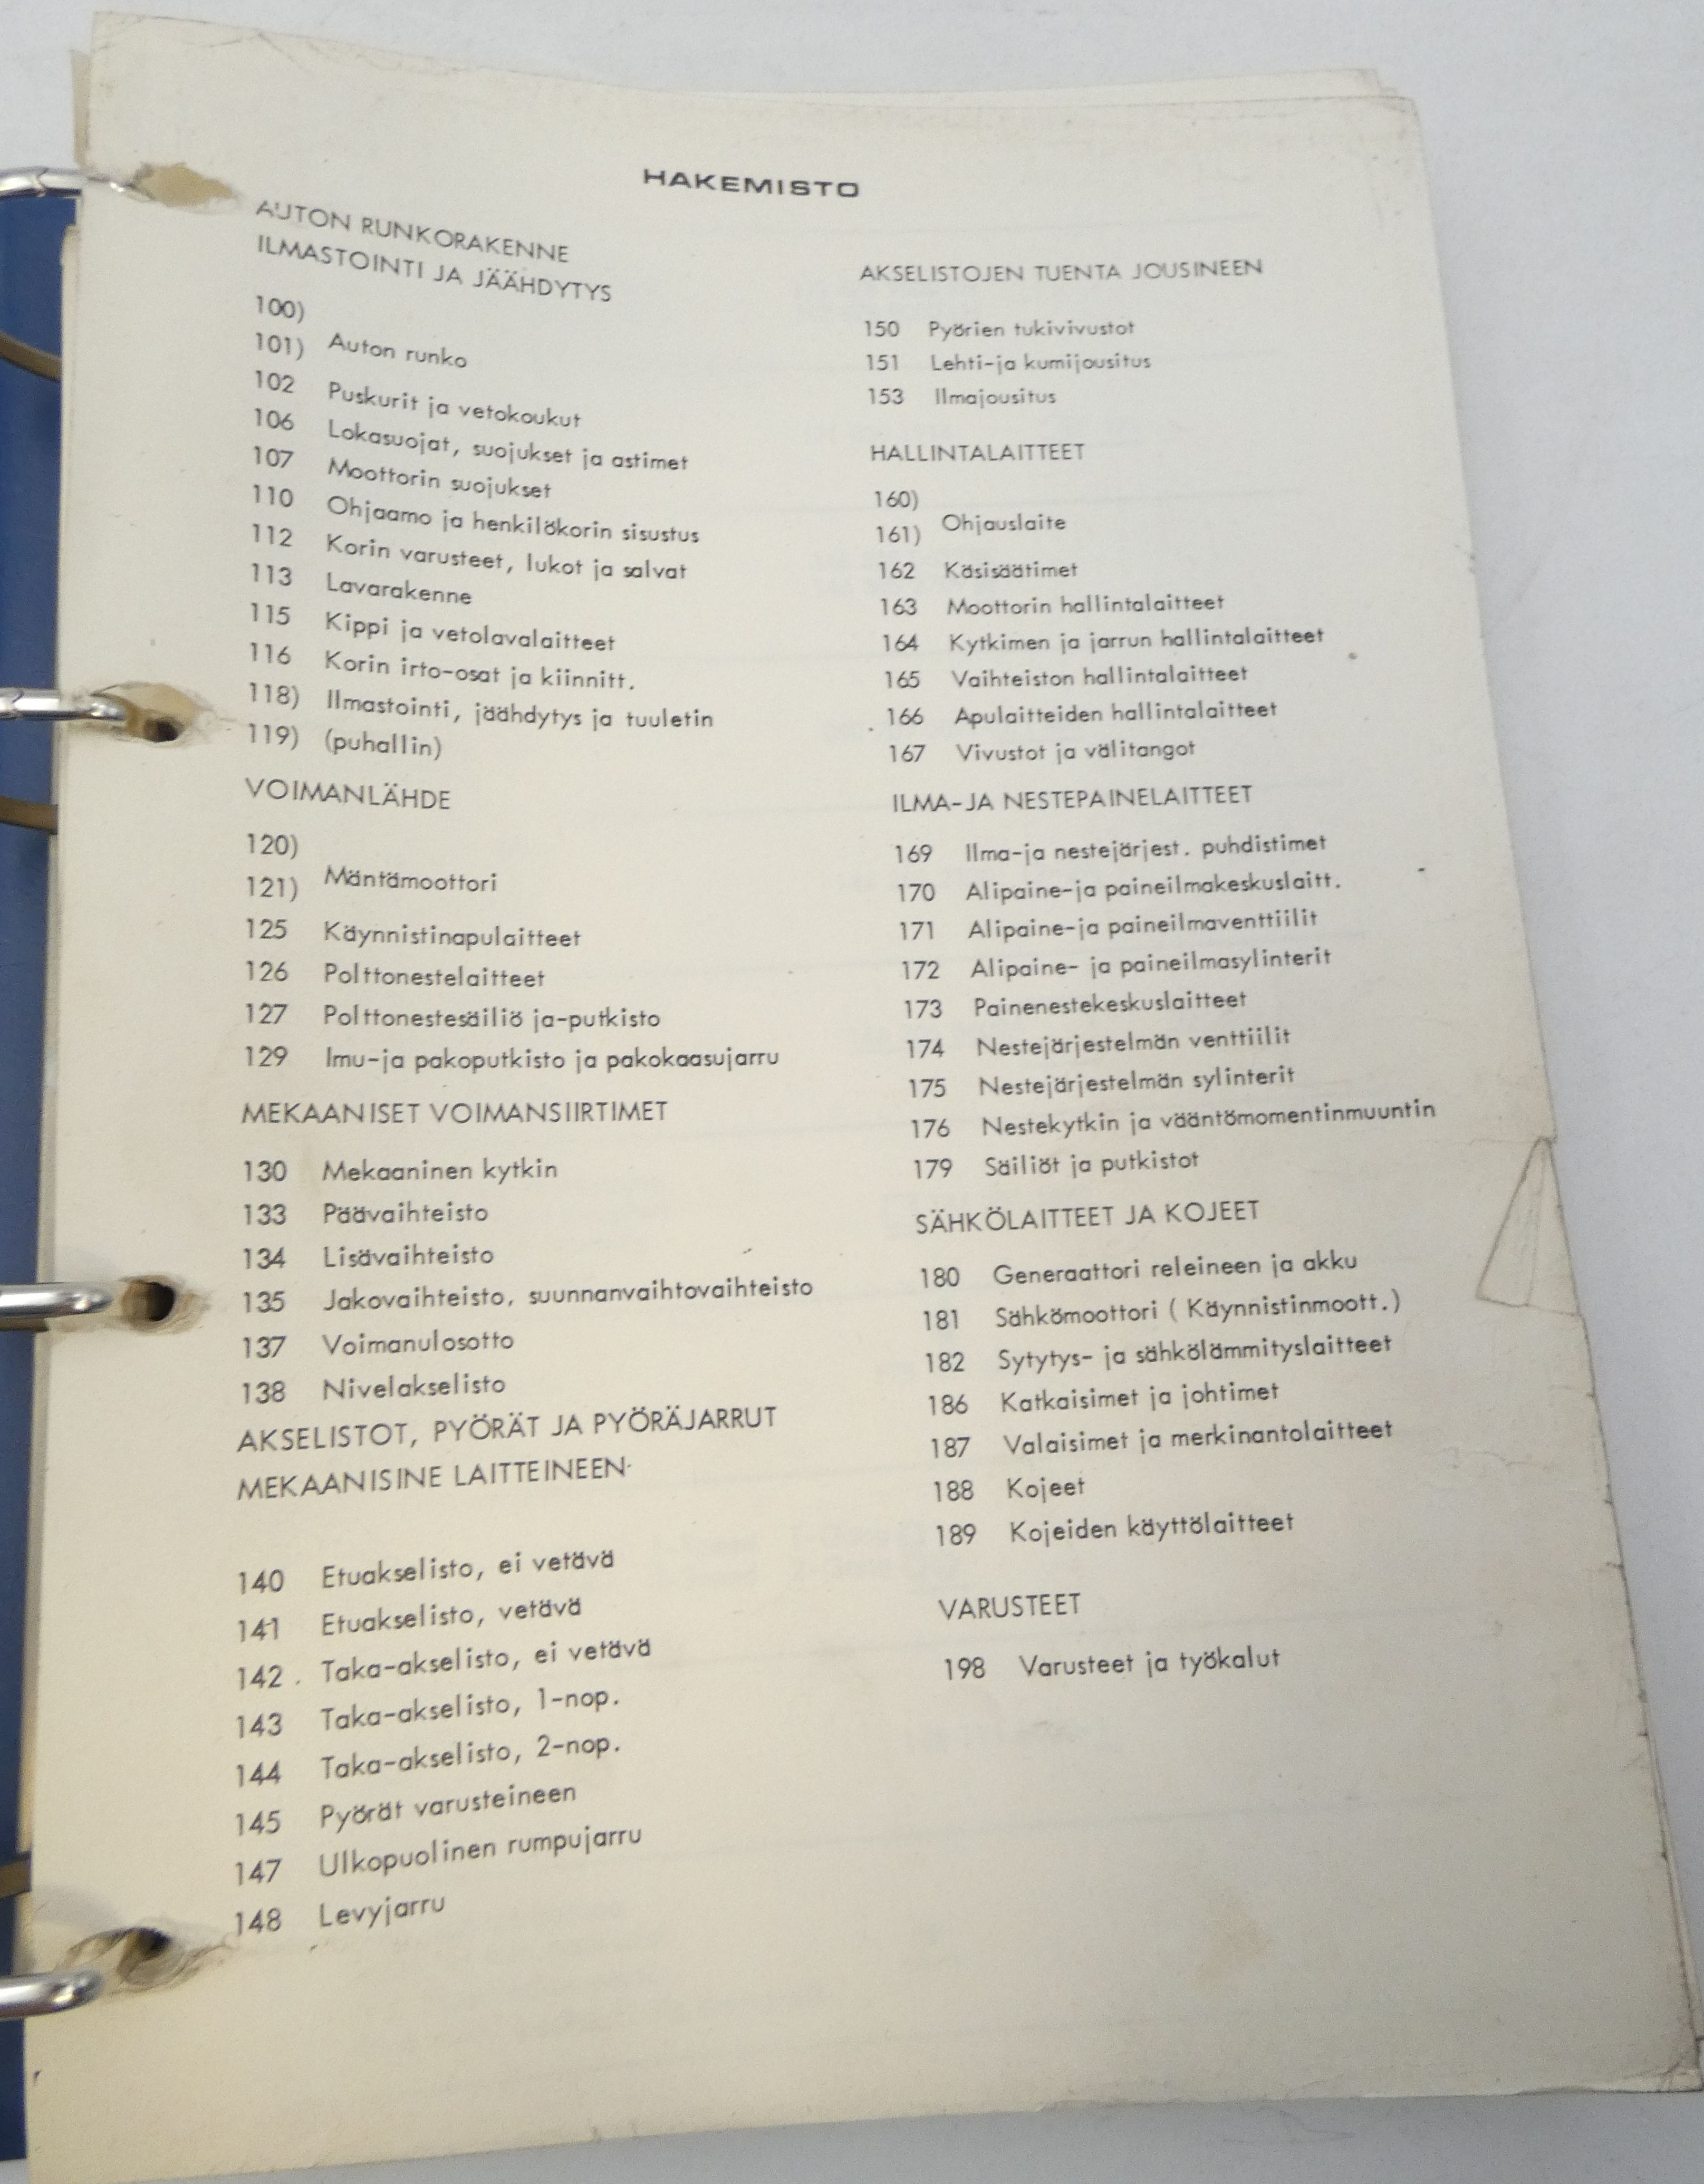 HAKEMISTO
AUTON RUNKORAKENNE
ILMASTOINTI JA JÄÄHDYTYS
100)
101) Auton runko
102 Puskurit ja vetokoukut
106 Lokasuojat, suojukset ja astimet
107 Moottorin suojukset
110 Ohjaamo ja henkilökorin sisustus
112 Korin varusteet, lukot ja salvat
113 Lavarakenne
115 Kippi ja vetolavalaitteet
116 Korin irto-osat ja kiinnitt.
118) Ilmastointi, jäähdytys ja tuuletin
119) (puhallin)
VOIMANLÄHDE
120)
121) Mäntämoottori
125 Käynnistinapulaitteet
126 Polttonestelaitteet
127 Polttonestesäiliö ja-putkisto
129 Imu-ja pakoputkisto ja pakokaasujarru
MEKAANISET VOIMANSIIRTIMET
130 Mekaaninen kytkin
133 Päävaihteisto
134 Lisävaihteisto
135 Jakovaihteisto, suunnanvaihtovaihteisto
137 Voimanulosotto
138 Nivelakselisto
AKSELISTOT, PYÖRÄT JA PYÖRÄJARRUT
MEKAANISINE LAITTEINEEN
140 Etuakselisto, ei vetävä
141 Etuakselisto, vetävä
142 . Taka-akselisto, ei vetävä
143 Taka-akselisto, 1-nop.
144 Taka-akselisto, 2-nop.
145 Pyörät varusteineen
147 Ulkopuolinen rumpujarru
148 Levyjarru
AKSELISTOJEN TUENTA JOUSINEEN
150 Pyörien tukivivustot
151 Lehti-ja kumijousitus
153 Ilmajousitus
HALLINTALAITTEET
160)
161) Ohjauslaite
162 Käsisäätimet
163 Moottorin hallintalaitteet
164 Kytkimen ja jarrun hallintalaitteet
165 Vaihteiston hallintalaitteet
166 Apulaitteiden hallintalaitteet
167 Vivustot ja välitangot
ILMA-JA NESTEPAINELAITTEET
169 Ilma-ja nestejärjest. puhdistimet
170 Alipaine-ja paineilmakeskuslaitt.
171 Alipaine-ja paineilmaventtiilit
172 Alipaine- ja paineilmasylinterit
173 Painenestekeskuslaitteet
174 Nestejärjestelmän venttiilit
175 Nestejärjestelmän sylinterit
176 Nestekytkin ja vääntömomentinmuuntin
179 Säiliöt ja putkistot
SÄHKÖLAITTEET JA KOJEET
180 Generaattori releineen ja akku
181 Sähkömoottori ( Käynnistinmoott.)
182 Sytytys- ja sähkölämmityslaitteet
186 Katkaisimet ja johtimet
187 Valaisimet ja merkinantolaitteet
188 Kojeet
189 Kojeiden käyttölaitteet
VARUSTEET
198 Varusteet ja työkalut